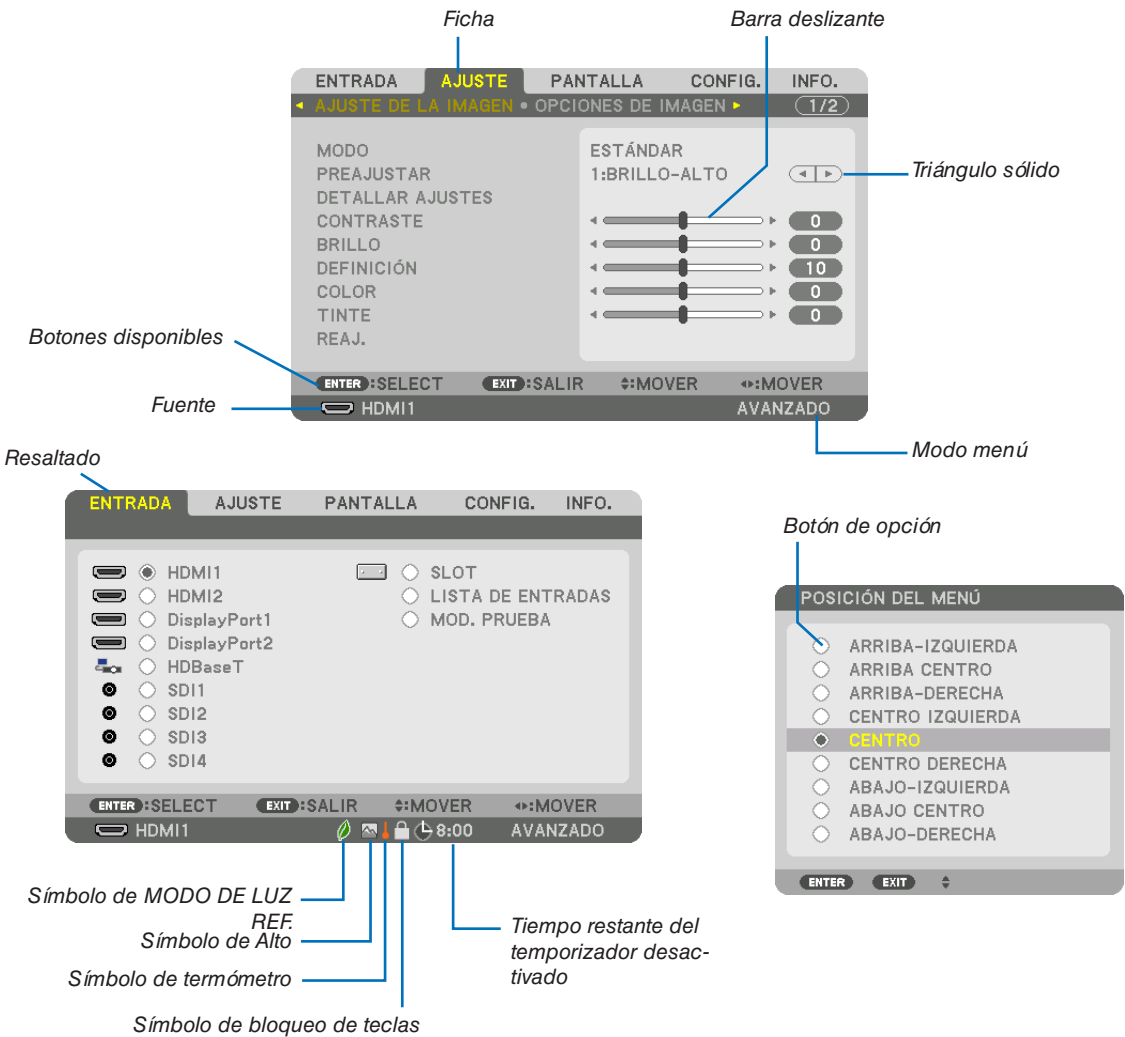 Ficha
Barra deslizante
ENTRADA AJUSTE PANTALLA CONFIG. INFO.
AJUSTE DE LA IMAGEN • OPCIONES DE IMAGEN 1/2
MODO ESTÁNDAR
PREAJUSTAR 1:BRILLO-ALTO
Triángulo sólido
DETALLAR AJUSTES
CONTRASTE 0
BRILLO 0
DEFINICIÓN 10
COLOR 0
TINTE 0
REAJ.
Botones disponibles
ENTER :SELECT EXIT :SALIR :MOVER :MOVER
Fuente
HDMI1 AVANZADO
Modo menú
Resaltado
ENTRADA AJUSTE PANTALLA CONFIG. INFO.
HDMI1 SLOT
HDMI2 LISTA DE ENTRADAS
DisplayPort1 MOD. PRUEBA
DisplayPort2
HDBaseT
SDI1
SDI2
SDI3
SDI4
ENTER :SELECT EXIT :SALIR :MOVER :MOVER
HDMI1 8:00 AVANZADO
Botón de opción
POSICIÓN DEL MENÚ
ARRIBA-IZQUIERDA
ARRIBA CENTRO
ARRIBA-DERECHA
CENTRO IZQUIERDA
CENTRO
CENTRO DERECHA
ABAJO-IZQUIERDA
ABAJO CENTRO
ABAJO-DERECHA
ENTER EXIT
Símbolo de MODO DE LUZ
REF.
Símbolo de Alto
Símbolo de termómetro
Símbolo de bloqueo de teclas
Tiempo restante del
temporizador desac-
tivado